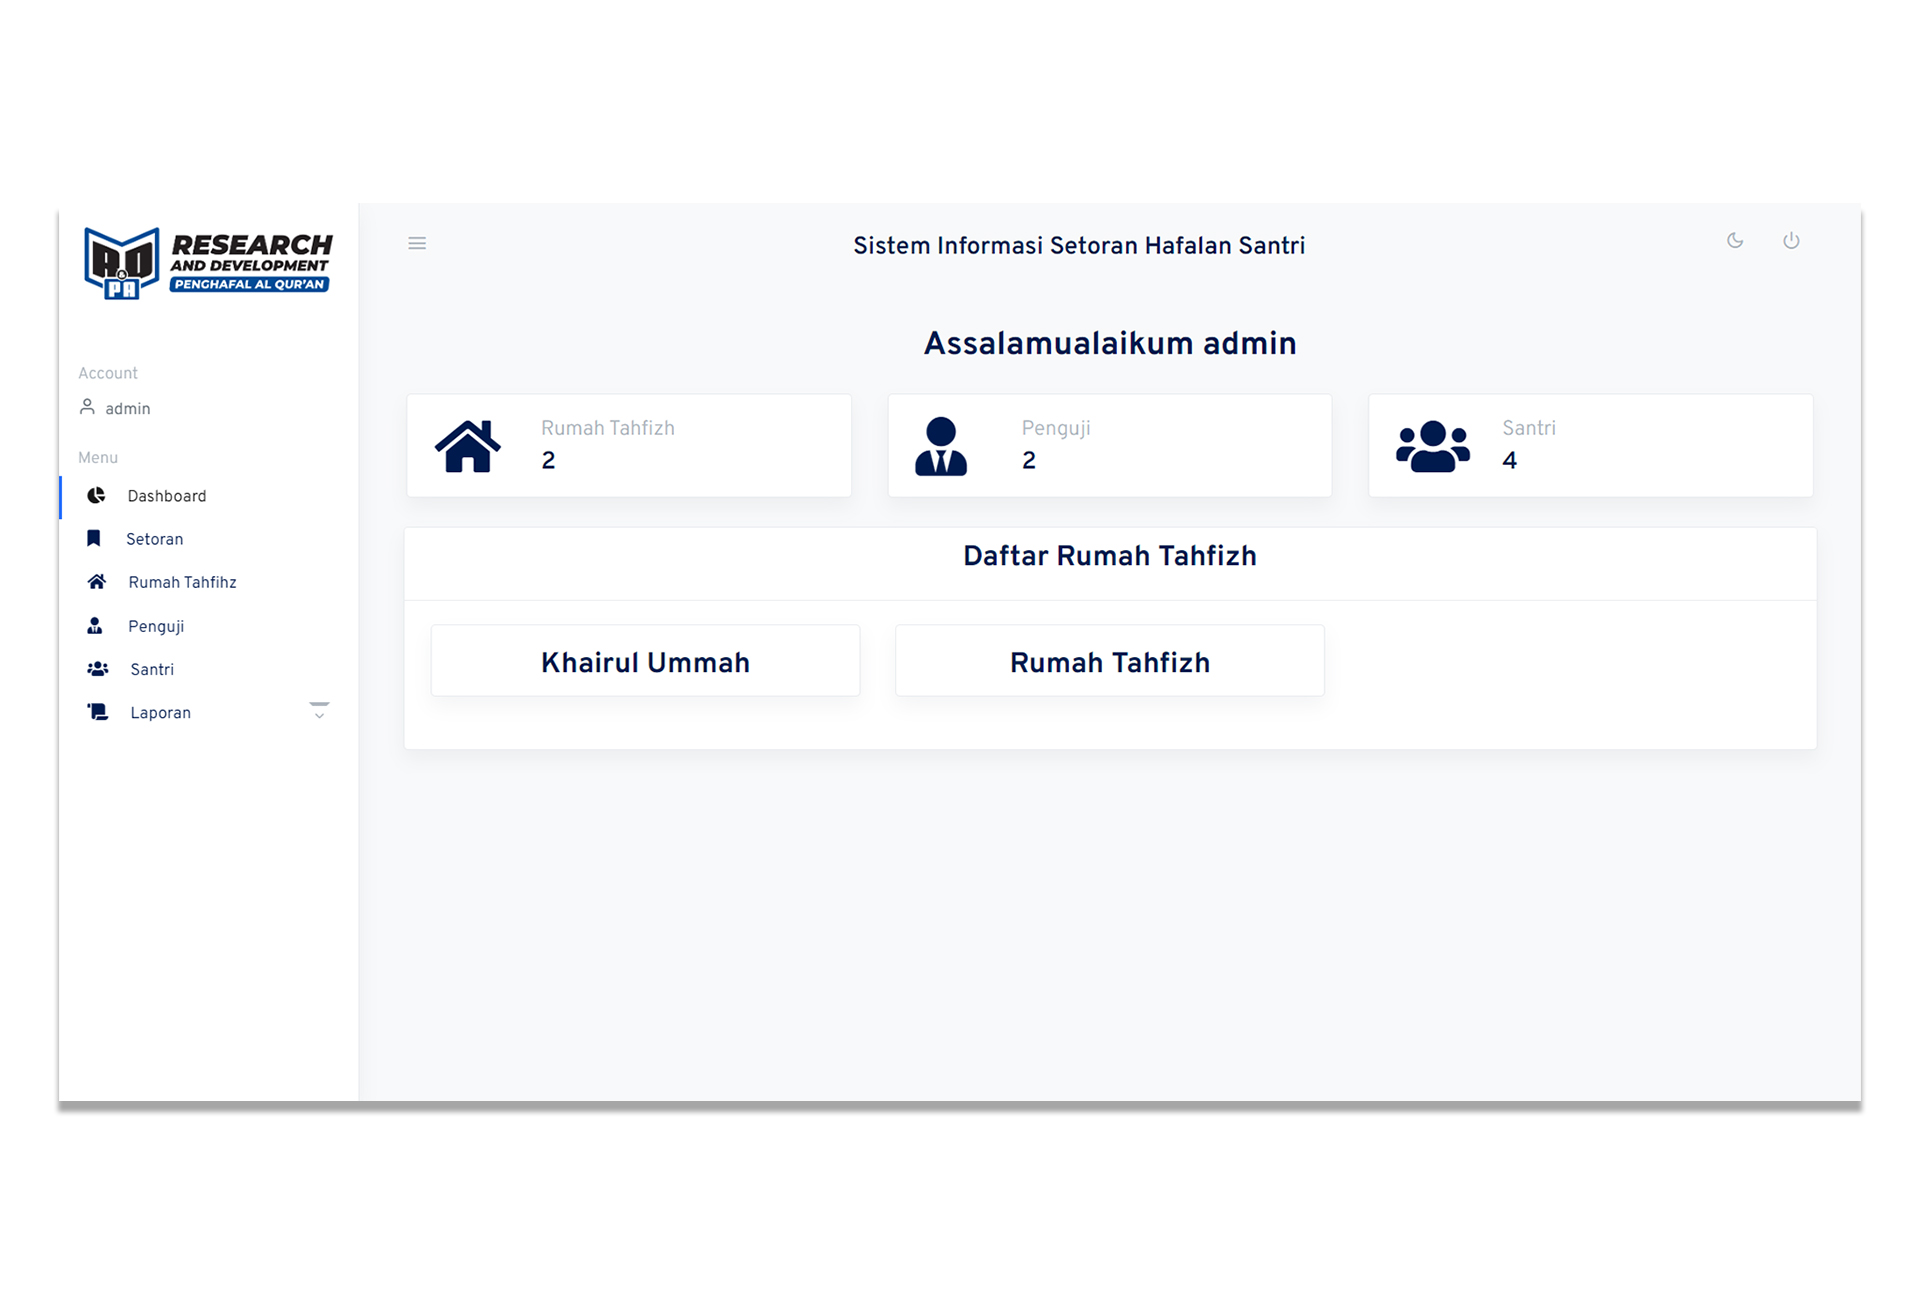 R&D
PA
RESEARCH
AND DEVELOPMENT
PENGHAFAL AL QUR'AN
Sistem Informasi Setoran Hafalan Santri
Assalamualaikum admin
Account
admin
Menu
Dashboard
Setoran
Rumah Tahfihz
Penguji
Santri
Laporan
Rumah Tahfizh
2
Penguji
2
Santri
4
Daftar Rumah Tahfizh
Khairul Ummah
Rumah Tahfizh